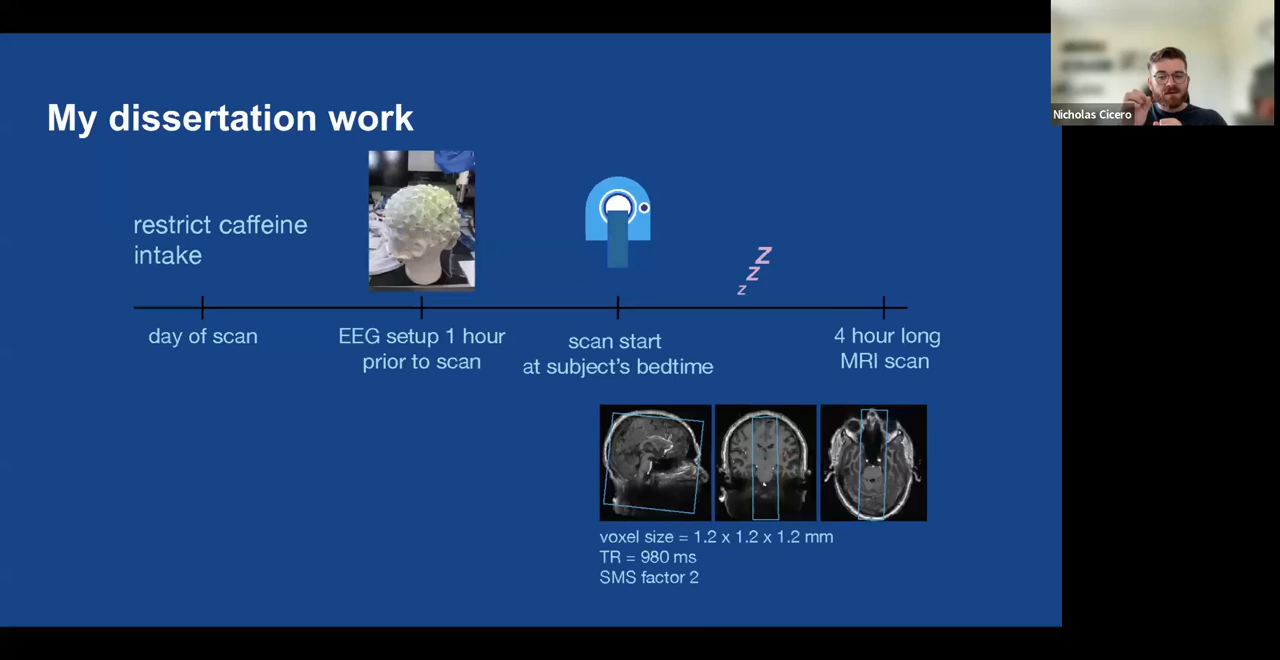 My dissertation work
Nicholas Cicero
restrict caffeine
intake
z
z
z
day of scan
EEG setup 1 hour
prior to scan
scan start
at subject's bedtime
4 hour long
MRI scan
voxel size = 1.2 x 1.2 x 1.2 mm
TR = 980 ms
SMS factor 2